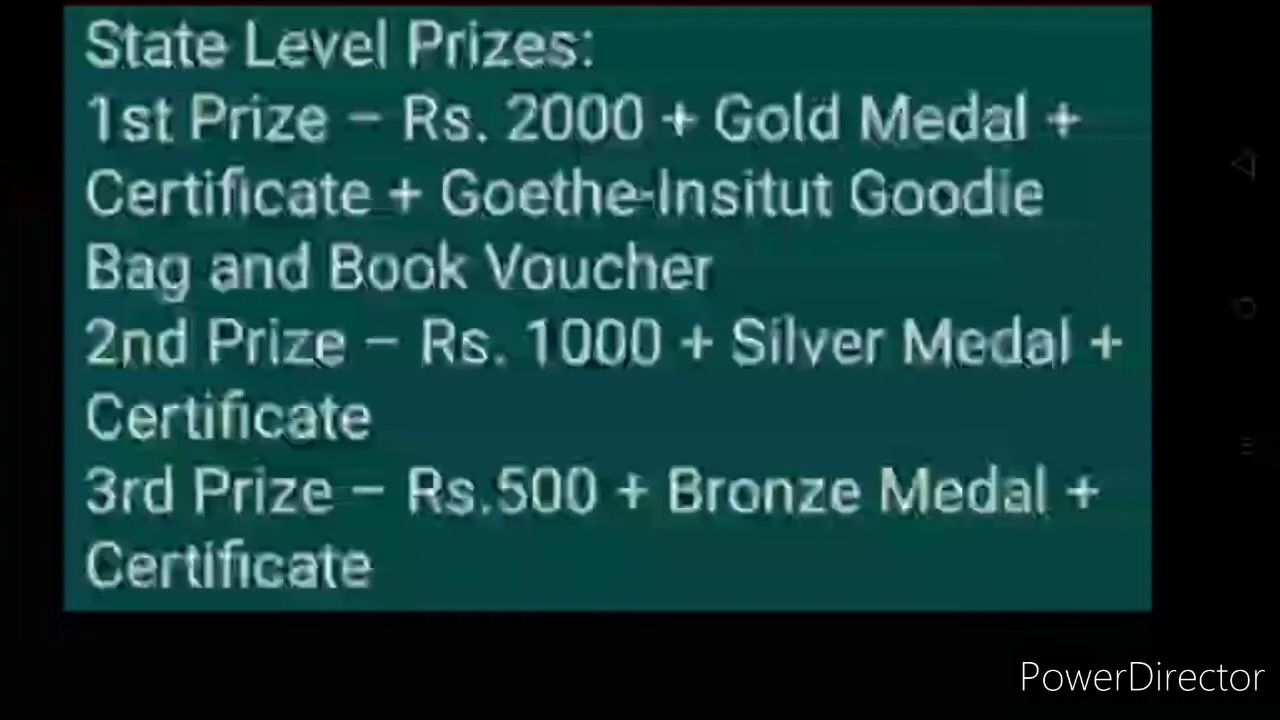 State Level Prizes:
1st Prize – Rs. 2000 + Gold Medal +
Certificate + Goethe-Insitut Goodie
Bag and Book Voucher
2nd Prize – Rs. 1000 + Silver Medal +
Certificate
3rd Prize – Rs.500 + Bronze Medal +
Certificate
PowerDirector